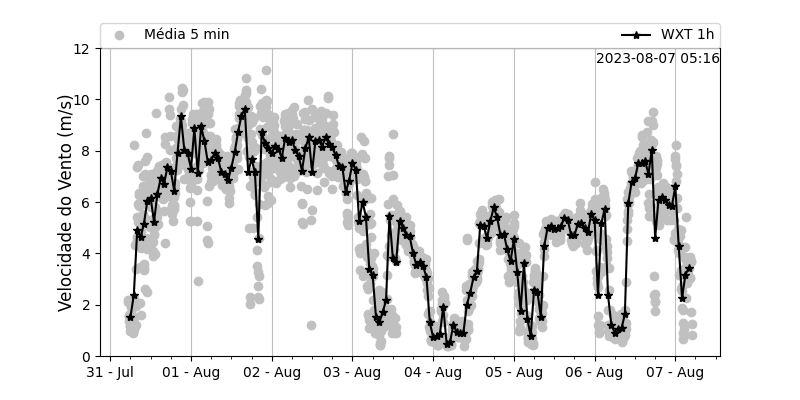 Média 5 min
WXT 1h
2023-08-07 05:16
Velocidade do Vento (m/s)
12
10
8
6
4
2
0
31 - Jul
01 - Aug
02 - Aug
03 - Aug
04 - Aug
05 - Aug
06 - Aug
07 - Aug